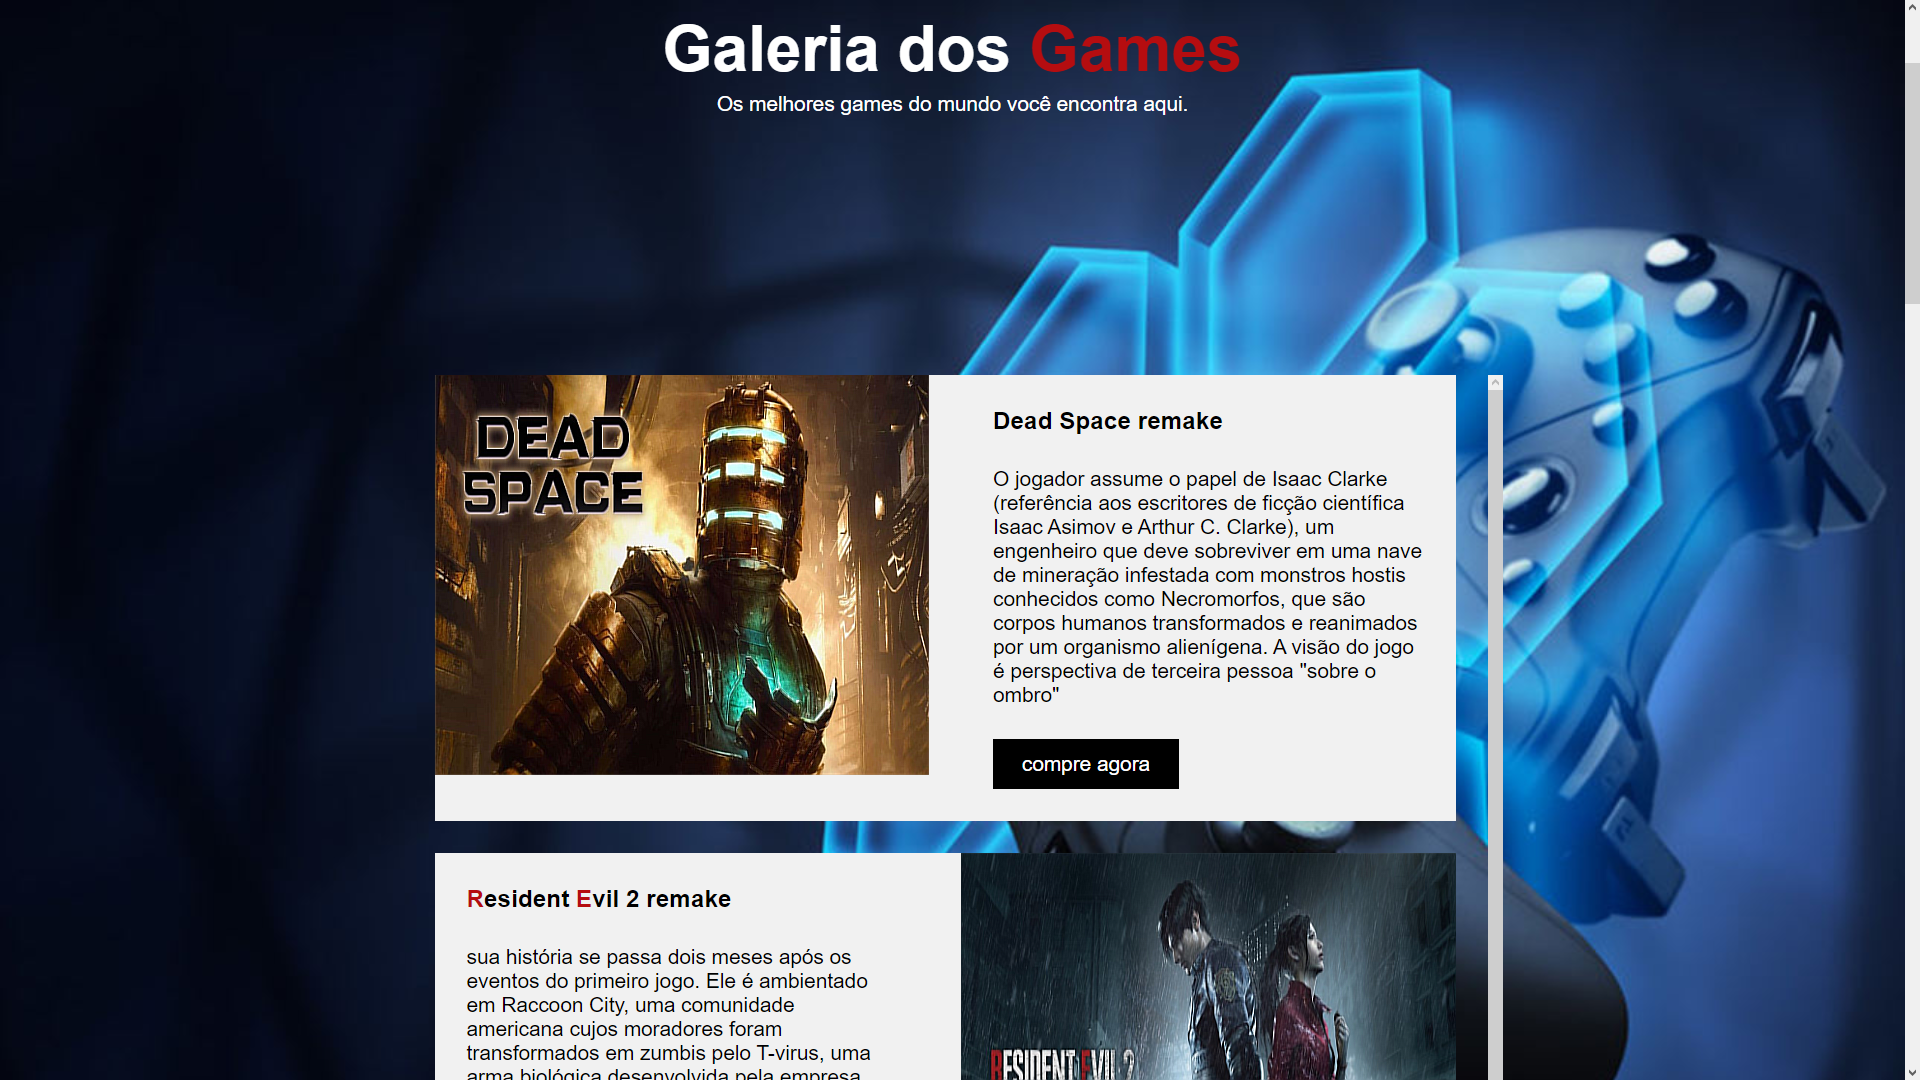 Galeria dos Games
Os melhores games do mundo você encontra aqui.
DEAD
SPACE
Dead Space remake
O jogador assume o papel de Isaac Clarke
(referência aos escritores de ficção científica
Isaac Asimov e Arthur C. Clarke), um
engenheiro que deve sobreviver em uma nave
de mineração infestada com monstros hostis
conhecidos como Necromorfos, que são
corpos humanos transformados e reanimados
por um organismo alienígena. A visão do jogo
é perspectiva de terceira pessoa "sobre o
ombro"
compre agora
Resident Evil 2 remake
sua história se passa dois meses após os
eventos do primeiro jogo. Ele é ambientado
em Raccoon City, uma comunidade
americana cujos moradores foram
transformados em zumbis pelo T-virus, uma
arma biológica desenvolvida pela empresa
RESIDENT EVIL 2